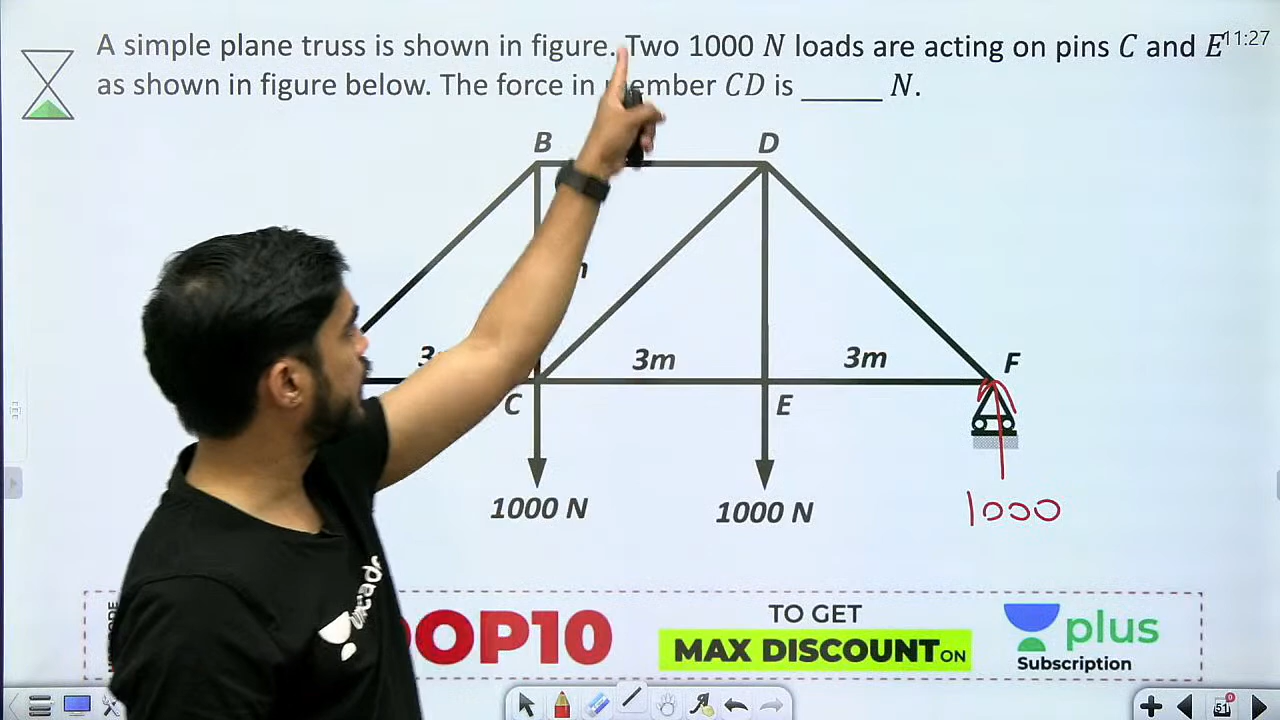 A simple plane truss is shown in figure. Two 1000 N loads are acting on pins C and E
11:27
as shown in figure below. The force in member CD is ______ N.
B
D
3m
3m
F
C
E
1000 N
1000 N
1000
OP10
TO GET
MAX DISCOUNT ON
plus
Subscription
51